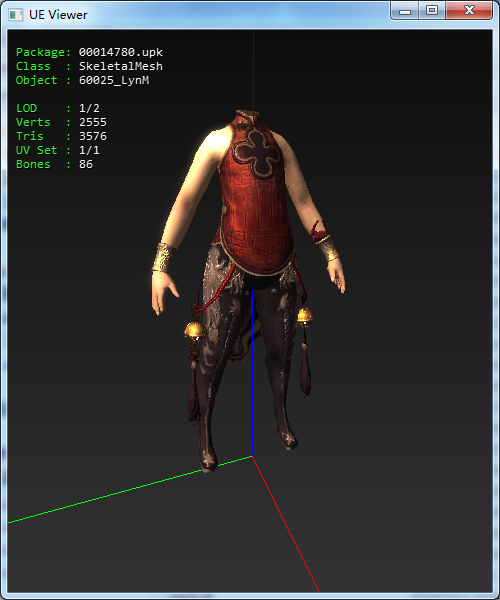 UE Viewer
Package: 00014780.upk
Class : SkeletalMesh
Object : 60025_LynM
LOD : 1/2
Verts : 2555
Tris : 3576
UV Set : 1/1
Bones : 86